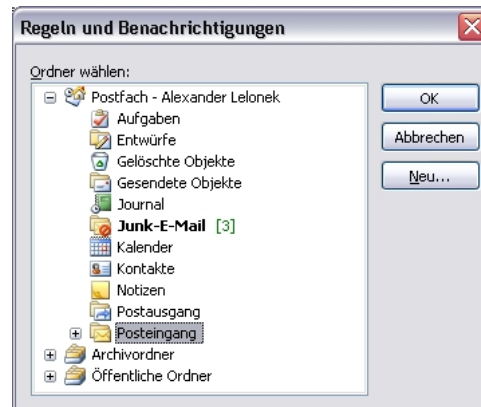 Regeln und Benachrichtigungen
Ordner wählen:
Postfach - Alexander Lelonek
Aufgaben
Entwürfe
Gelöschte Objekte
Gesendete Objekte
Journal
Junk-E-Mail [3]
Kalender
Kontakte
Notizen
Postausgang
Posteingang
Archivordner
Öffentliche Ordner
OK
Abbrechen
Neu...